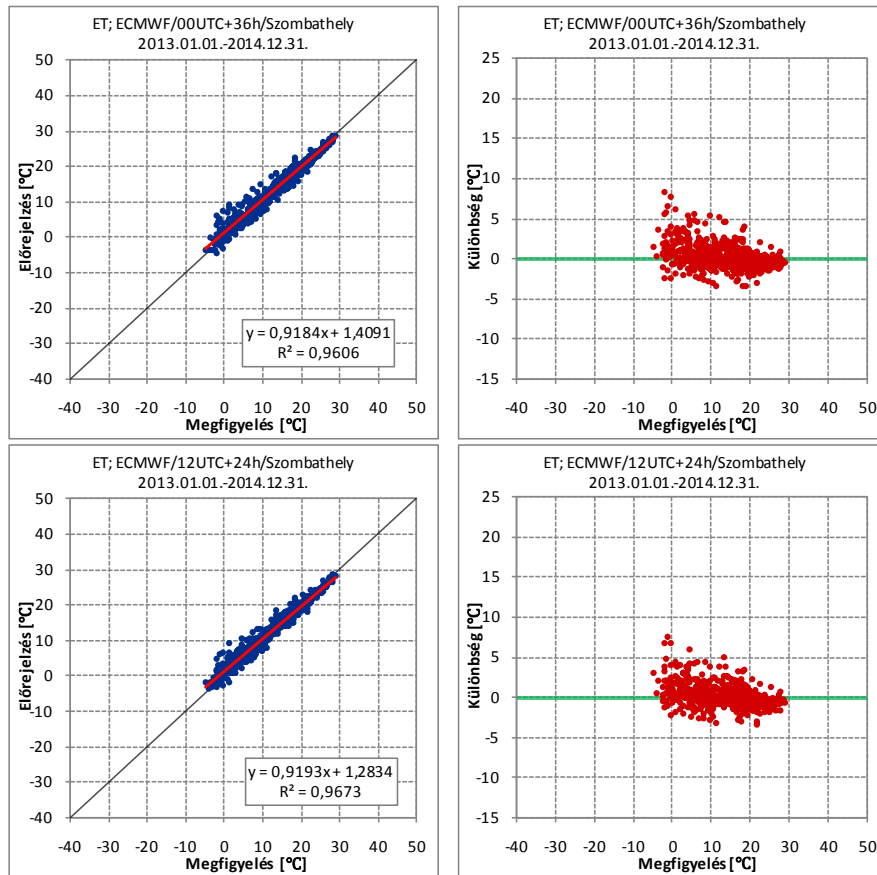 ET; ECMWF/00UTC+36h/Szombathely
2013.01.01.-2014.12.31.
Előrejelzés [°C]
50
40
30
20
10
0
-10
-20
-30
-40
y = 0,9184x + 1,4091
R² = 0,9606
-40 -30 -20 -10 0 10 20 30 40 50
Megfigyelés [°C]
ET; ECMWF/00UTC+36h/Szombathely
2013.01.01.-2014.12.31.
Különbség [°C]
25
20
15
10
5
0
-5
-10
-15
-40 -30 -20 -10 0 10 20 30 40 50
Megfigyelés [°C]
ET; ECMWF/12UTC+24h/Szombathely
2013.01.01.-2014.12.31.
Előrejelzés [°C]
50
40
30
20
10
0
-10
-20
-30
-40
y = 0,9193x + 1,2834
R² = 0,9673
-40 -30 -20 -10 0 10 20 30 40 50
Megfigyelés [°C]
ET; ECMWF/12UTC+24h/Szombathely
2013.01.01.-2014.12.31.
Különbség [°C]
25
20
15
10
5
0
-5
-10
-15
-40 -30 -20 -10 0 10 20 30 40 50
Megfigyelés [°C]